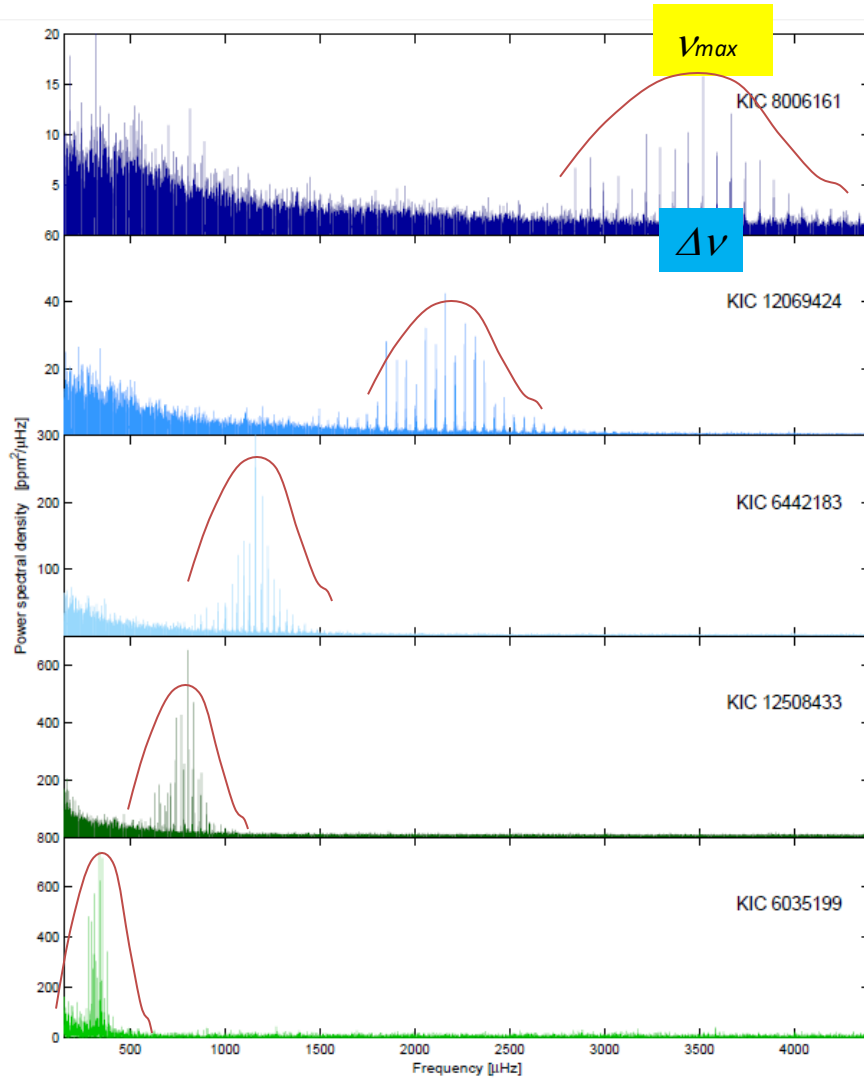 νmax
20
15
KIC 8006161
10
5
60
Δν
KIC 12069424
40
20
300
KIC 6442183
200
100
Power spectral density [ppm²/μHz]
600
KIC 12508433
400
200
800
600
KIC 6035199
400
200
0
500 1000 1500 2000 2500 3000 3500 4000
Frequency [μHz]